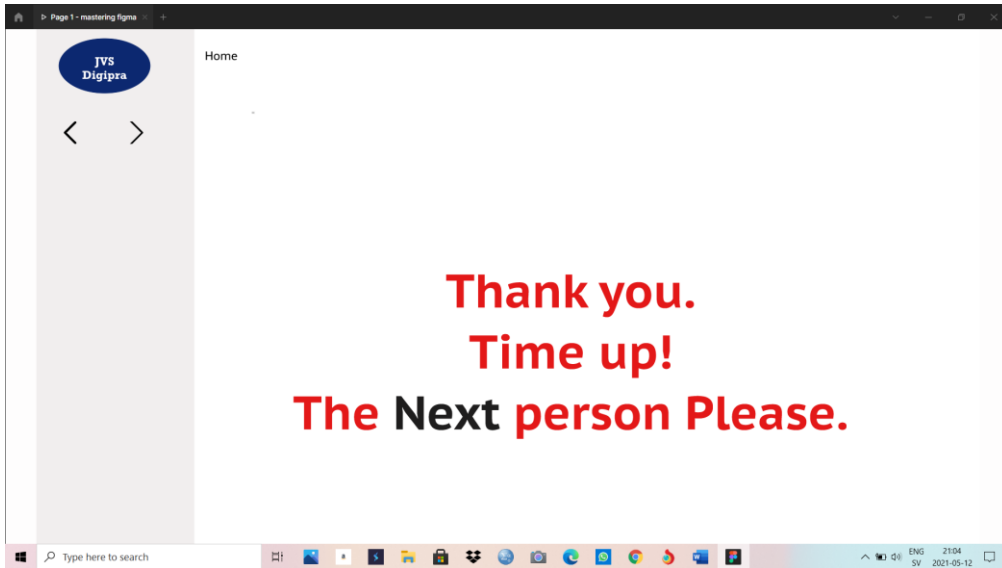 Page 1 - mastering figma
JVS
Digipra
Home
Thank you.
Time up!
The Next person Please.
Type here to search
ENG
SV
21:04
2021-05-12